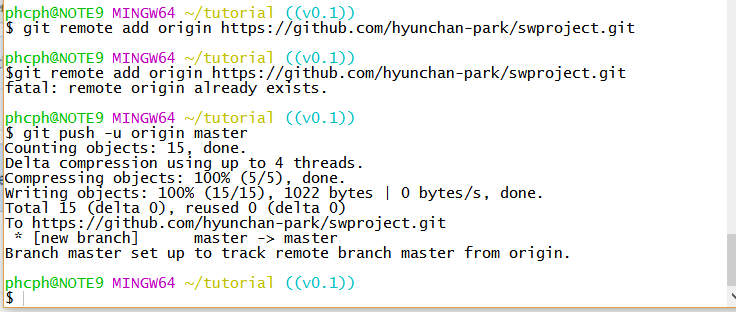 phcph@NOTE9 MINGW64 ~/tutorial ((v0.1))
$ git remote add origin https://github.com/hyunchan-park/swproject.git
phcph@NOTE9 MINGW64 ~/tutorial ((v0.1))
$git remote add origin https://github.com/hyunchan-park/swproject.git
fatal: remote origin already exists.
phcph@NOTE9 MINGW64 ~/tutorial ((v0.1))
$ git push -u origin master
Counting objects: 15, done.
Delta compression using up to 4 threads.
Compressing objects: 100% (5/5), done.
Writing objects: 100% (15/15), 1022 bytes | 0 bytes/s, done.
Total 15 (delta 0), reused 0 (delta 0)
To https://github.com/hyunchan-park/swproject.git
 * [new branch]      master -> master
Branch master set up to track remote branch master from origin.
phcph@NOTE9 MINGW64 ~/tutorial ((v0.1))
$